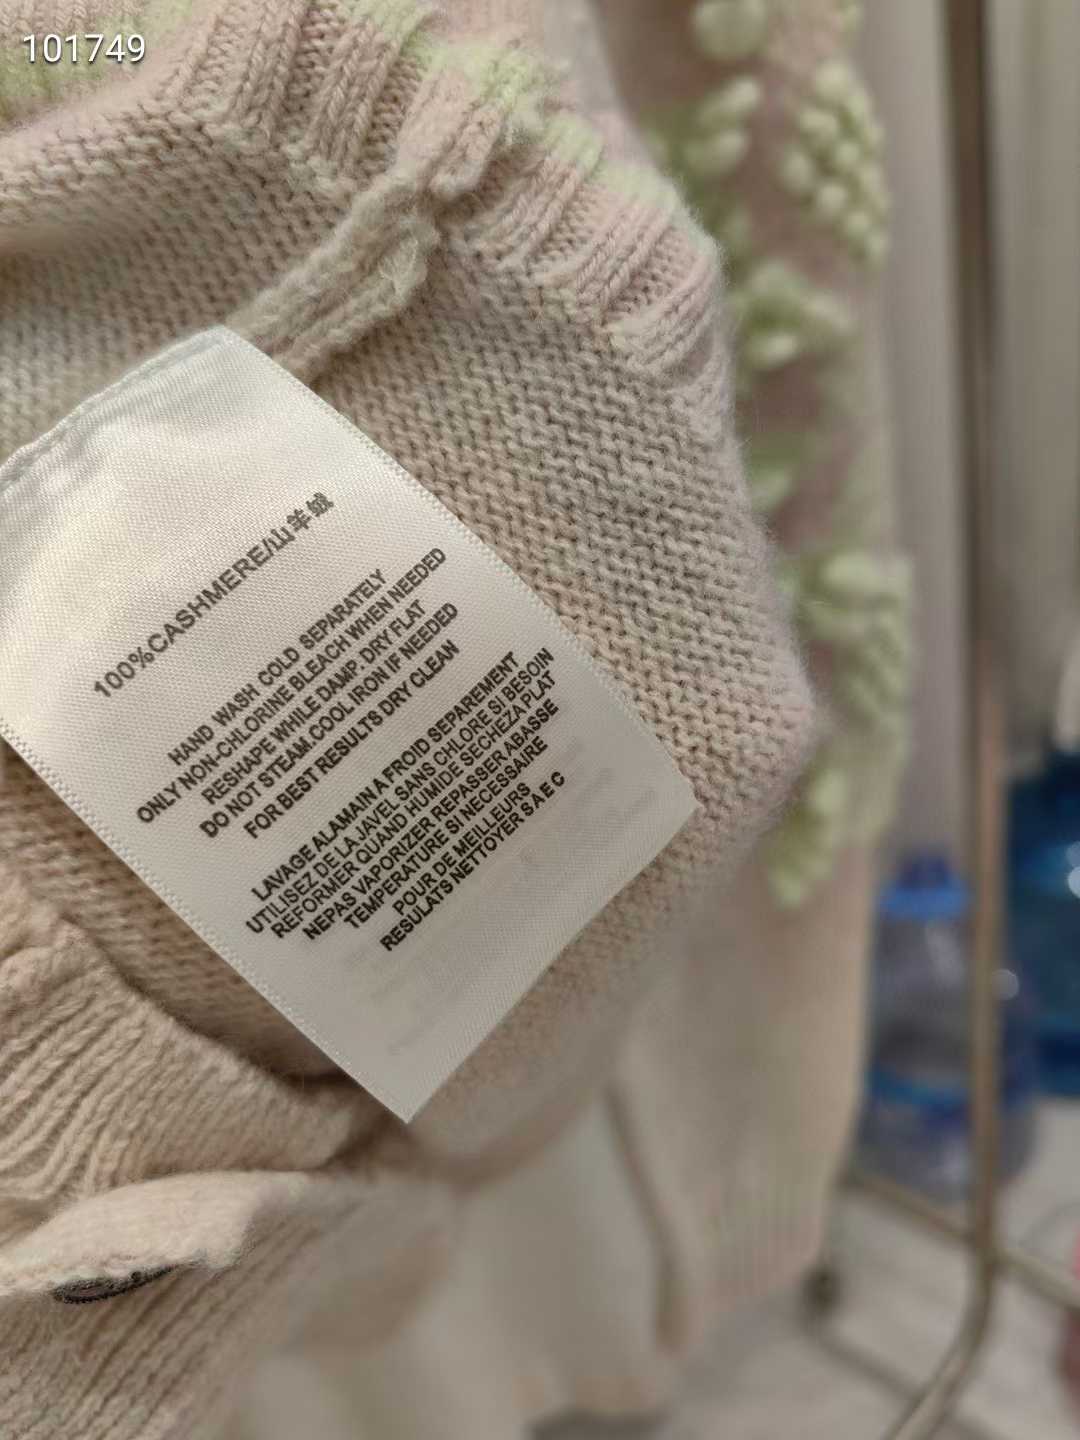 101749
100%CASHMERE/山羊绒
HAND WASH COLD SEPARATELY
ONLY NON-CHLORINE BLEACH WHEN NEEDED
RESHAPE WHILE DAMP. DRY FLAT
DO NOT STEAM.COOL IRON IF NEEDED
FOR BEST RESULTS DRY CLEAN
LAVAGE ALAMAIN A FROID SEPAREMENT
UTILISEZ DE LA JAVEL SANS CHLORE SI BESOIN
REFORMER QUAND HUMIDE SECHEZA PLAT
NEPAS VAPORIZER REPASSER ABASSE
TEMPERATURE SI NECESSAIRE
POUR DE MEILLEURS
RESULATS NETTOYER S A E C